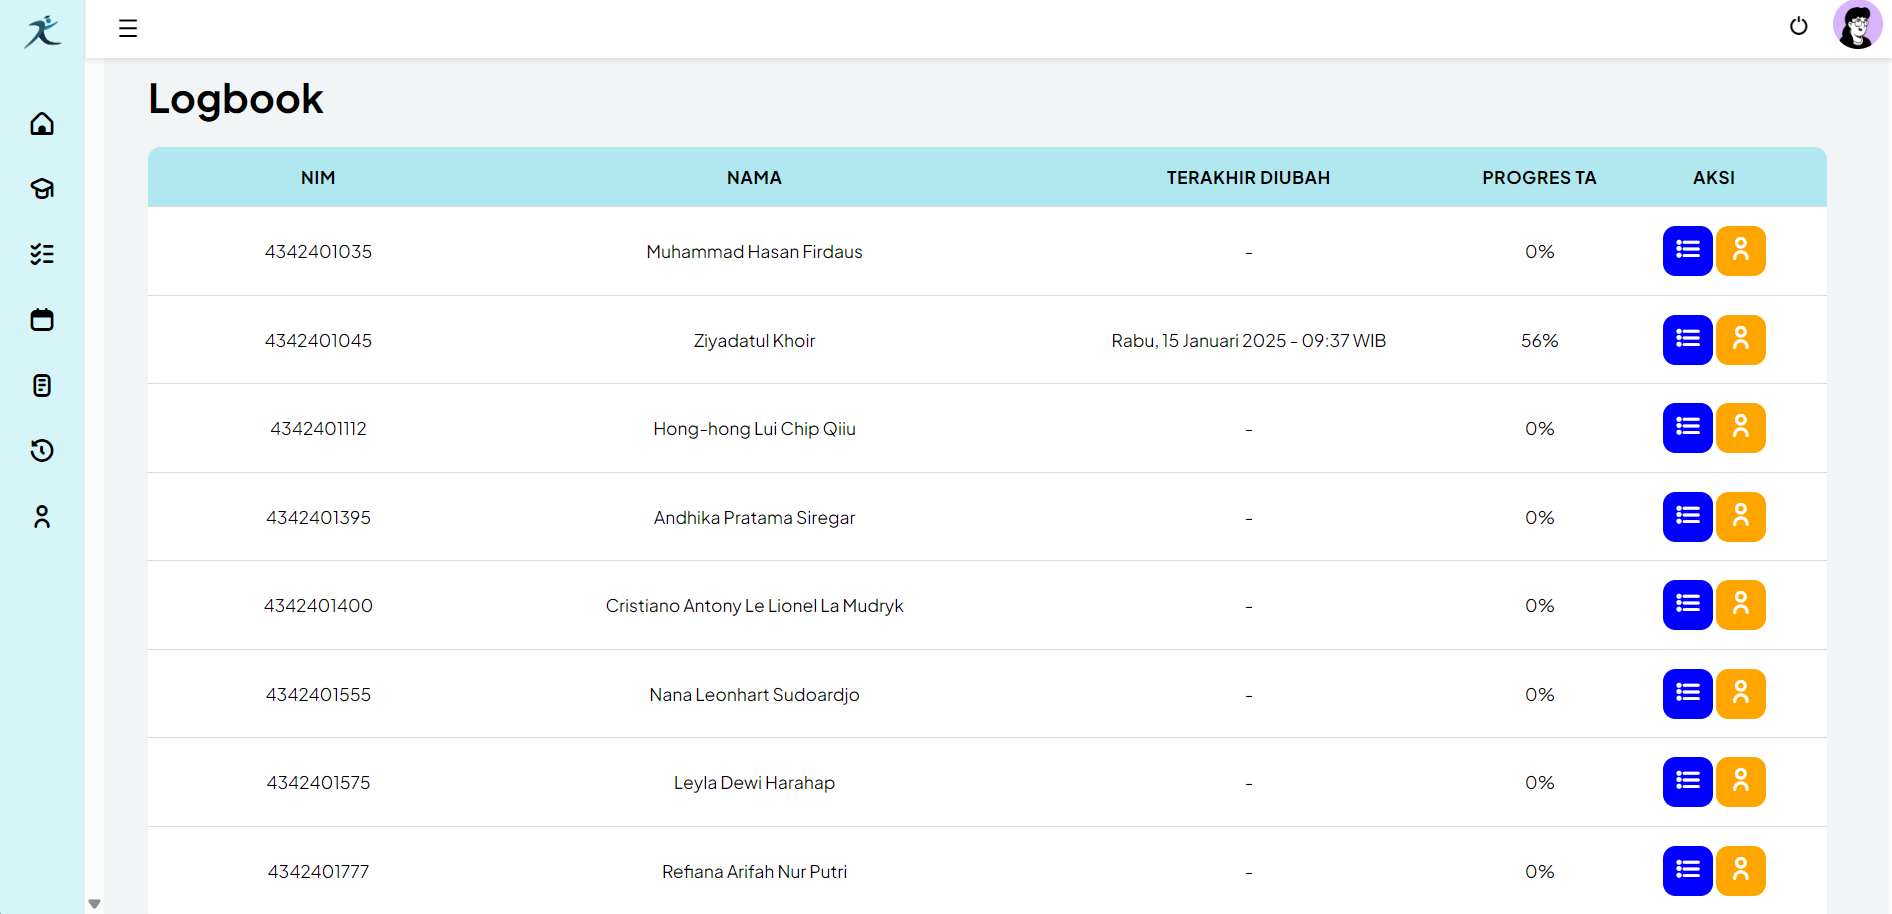 Logbook
NIM NAMA TERAKHIR DIUBAH PROGRES TA AKSI
4342401035 Muhammad Hasan Firdaus - 0%
4342401045 Ziyadatul Khoir Rabu, 15 Januari 2025 - 09:37 WIB 56%
4342401112 Hong-hong Lui Chip Qiiu - 0%
4342401395 Andhika Pratama Siregar - 0%
4342401400 Cristiano Antony Le Lionel La Mudryk - 0%
4342401555 Nana Leonhart Sudoardjo - 0%
4342401575 Leyla Dewi Harahap - 0%
4342401777 Refiana Arifah Nur Putri - 0%